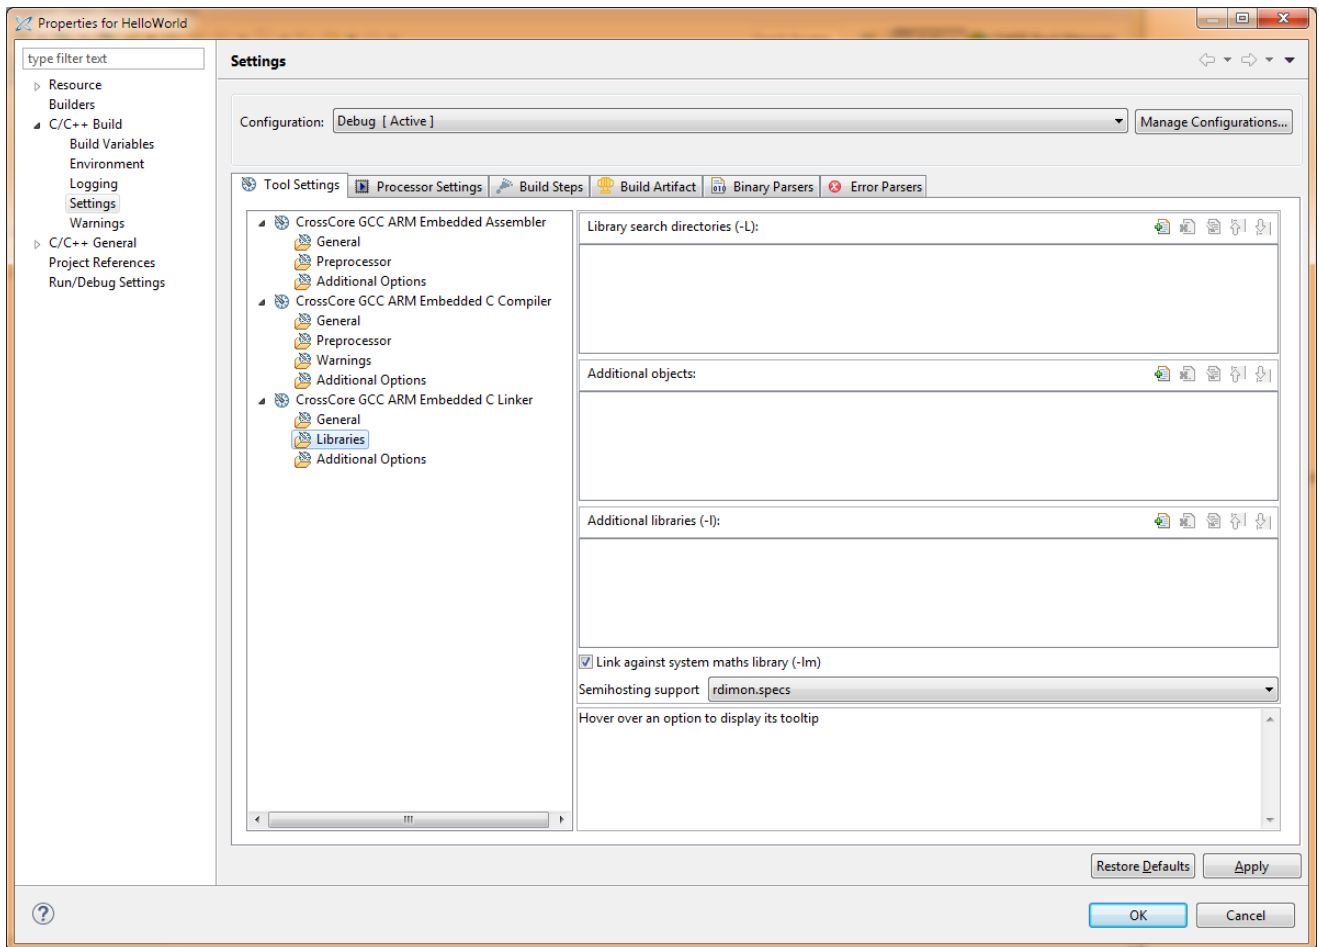 Properties for HelloWorld
type filter text
Resource
Builders
C/C++ Build
Build Variables
Environment
Logging
Settings
Warnings
C/C++ General
Project References
Run/Debug Settings
Settings
Configuration: Debug [ Active ] Manage Configurations...
Tool Settings Processor Settings Build Steps Build Artifact Binary Parsers Error Parsers
CrossCore GCC ARM Embedded Assembler
General
Preprocessor
Additional Options
CrossCore GCC ARM Embedded C Compiler
General
Preprocessor
Warnings
Additional Options
CrossCore GCC ARM Embedded C Linker
General
Libraries
Additional Options
Library search directories (-L):
Additional objects:
Additional libraries (-l):
Link against system maths library (-lm)
Semihosting support rdimon.specs
Hover over an option to display its tooltip
Restore Defaults Apply
OK Cancel